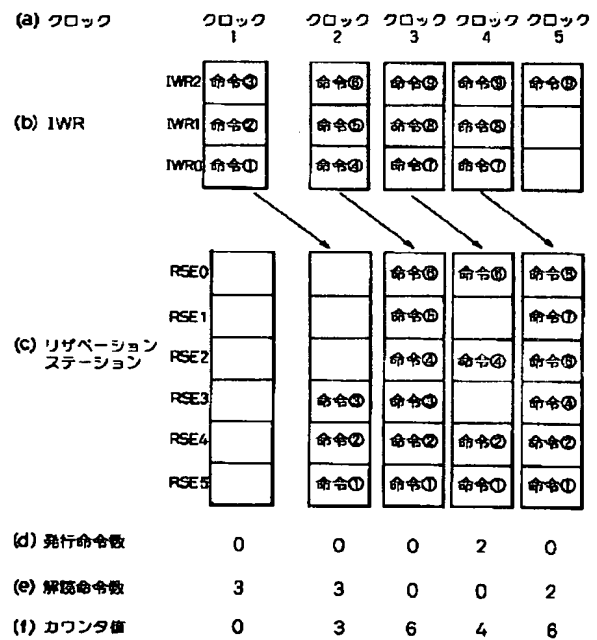 (a) クロック クロック1 クロック2 クロック3 クロック4 クロック5
(b) IWR
IWR2 命令③ 命令⑥ 命令⑨ 命令⑨ 命令⑨
IWR1 命令② 命令⑤ 命令⑧ 命令⑧
IWR0 命令① 命令④ 命令⑦ 命令⑦
(c) リザベーション
ステーション
RSE0 命令⑥ 命令⑥ 命令⑧
RSE1 命令⑤ 命令⑦
RSE2 命令④ 命令④ 命令⑥
RSE3 命令③ 命令③ 命令④
RSE4 命令② 命令② 命令② 命令②
RSE5 命令① 命令① 命令① 命令①
(d) 発行命令数 0 0 0 2 0
(e) 解読命令数 3 3 0 0 2
(f) カウンタ値 0 3 6 4 6